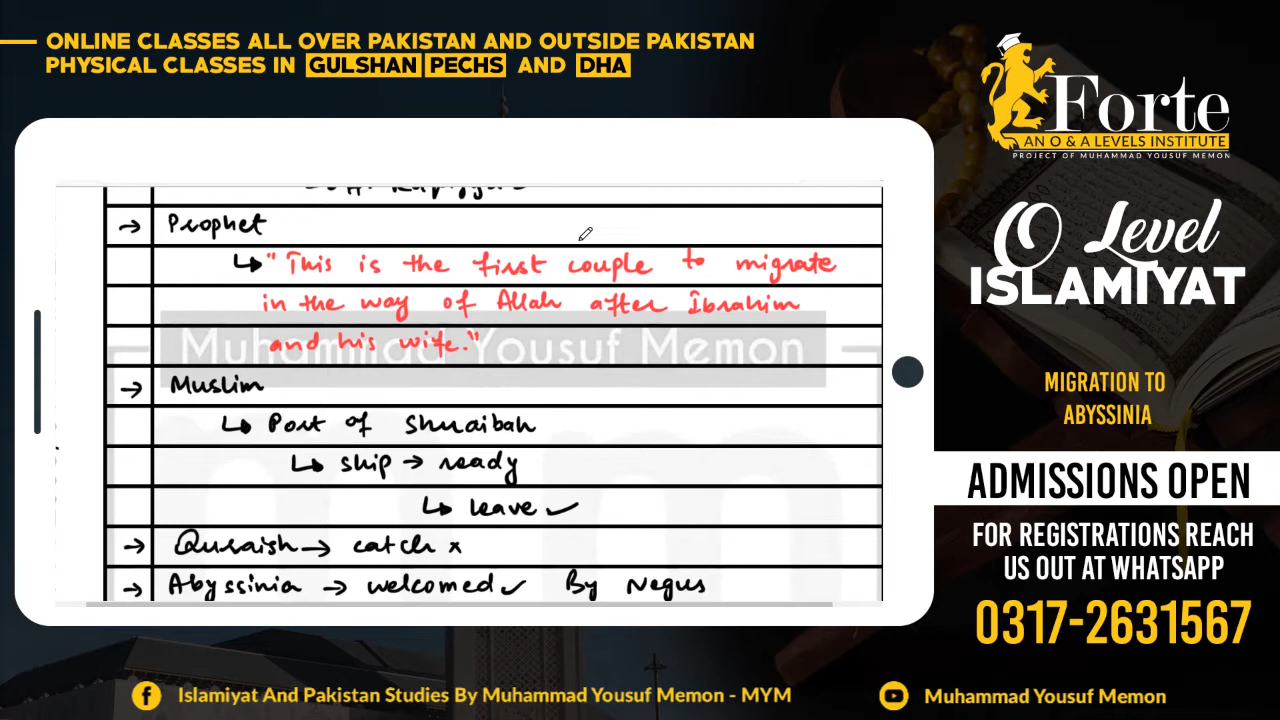 ONLINE CLASSES ALL OVER PAKISTAN AND OUTSIDE PAKISTAN
PHYSICAL CLASSES IN GULSHAN PECHS AND DHA
Forte
AN O & A LEVELS INSTITUTE
PROJECT OF MUHAMMAD YOUSUF MEMON
O Level
ISLAMIYAT
MIGRATION TO
ABYSSINIA
ADMISSIONS OPEN
FOR REGISTRATIONS REACH
US OUT AT WHATSAPP
0317-2631567
→ Prophet
↳ "This is the first couple to migrate
in the way of Allah after Ibrahim
and his wife."
Muhammad Yousuf Memon
→ Muslim
↳ Port of Shuaibah
↳ ship → ready
↳ leave ✓
→ Quraish → catch x
→ Abyssinia → welcomed ✓ By Negus
Islamiyat And Pakistan Studies By Muhammad Yousuf Memon - MYM
Muhammad Yousuf Memon